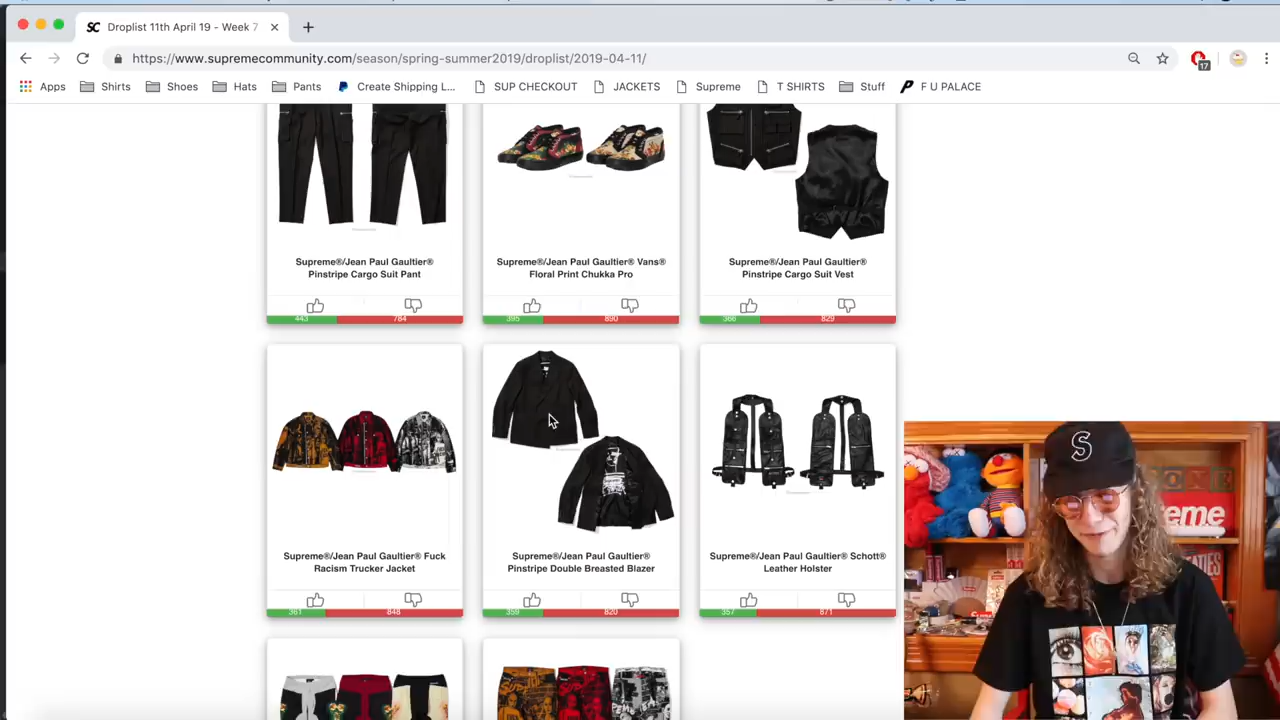 SC Droplist 11th April 19 - Week 7
https://www.supremecommunity.com/season/spring-summer2019/droplist/2019-04-11/
17
Apps Shirts Shoes Hats Pants Create Shipping L... SUP CHECKOUT JACKETS Supreme T SHIRTS Stuff F U PALACE
Supreme®/Jean Paul Gaultier®
Pinstripe Cargo Suit Pant
Supreme®/Jean Paul Gaultier® Vans®
Floral Print Chukka Pro
Supreme®/Jean Paul Gaultier®
Pinstripe Cargo Suit Vest
443 784
395 890
366 829
Supreme®/Jean Paul Gaultier® Fuck
Racism Trucker Jacket
Supreme®/Jean Paul Gaultier®
Pinstripe Double Breasted Blazer
Supreme®/Jean Paul Gaultier® Schott®
Leather Holster
361 848
359 820
357 871
S